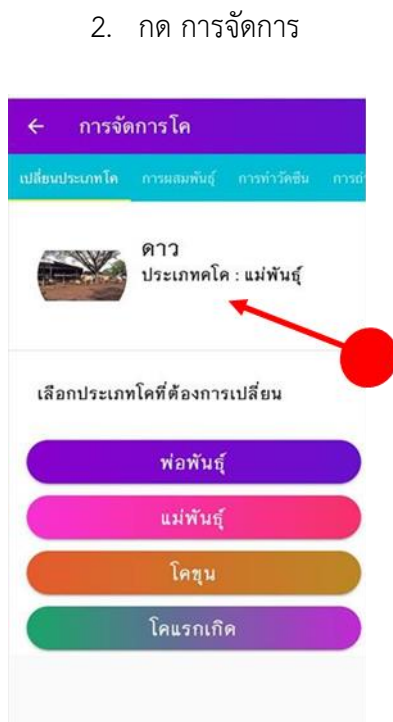 2. กด การจัดการ
← การจัดการโค
เปลี่ยนประเภทโค การผสมพันธุ์ การทำวัคซีน การถ่
ดาว
ประเภทคโค : แม่พันธุ์
เลือกประเภทโคที่ต้องการเปลี่ยน
พ่อพันธุ์
แม่พันธุ์
โคขุน
โคแรกเกิด